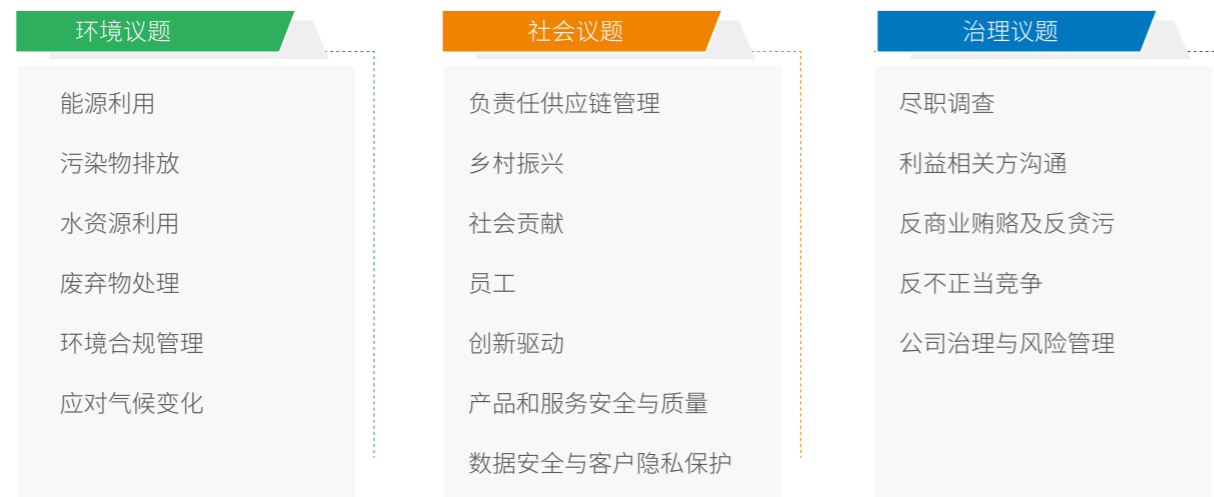 环境议题
能源利用
污染物排放
水资源利用
废弃物处理
环境合规管理
应对气候变化
社会议题
负责任供应链管理
乡村振兴
社会贡献
员工
创新驱动
产品和服务安全与质量
数据安全与客户隐私保护
治理议题
尽职调查
利益相关方沟通
反商业贿赂及反贪污
反不正当竞争
公司治理与风险管理